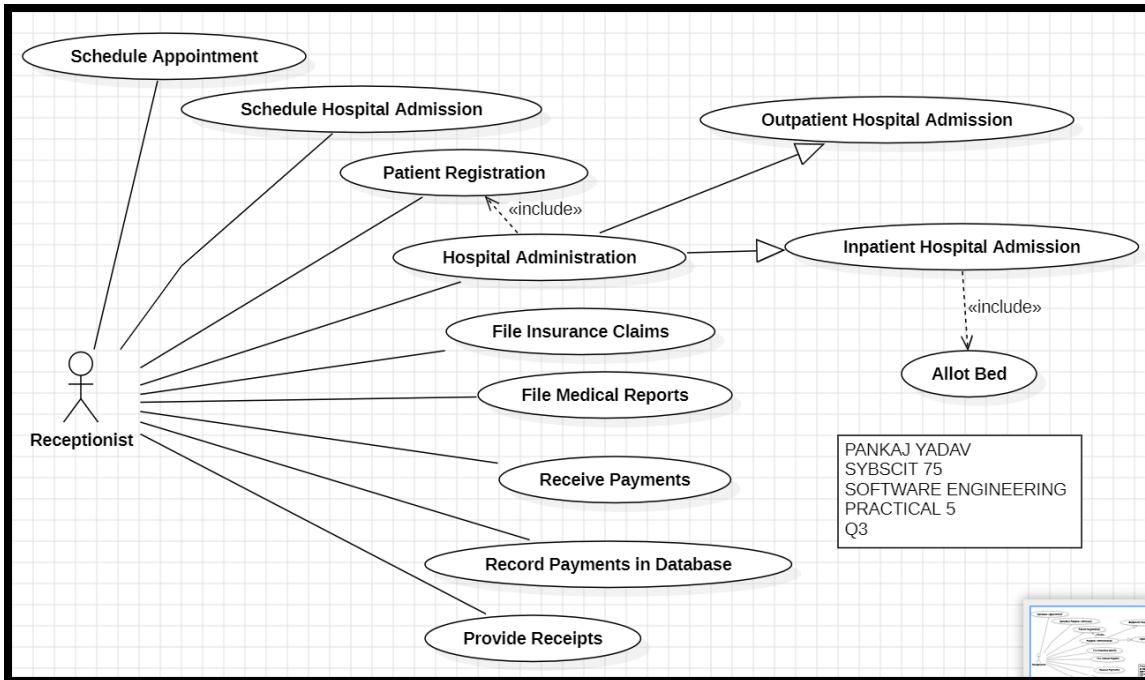 Schedule Appointment
Schedule Hospital Admission
Outpatient Hospital Admission
Patient Registration
«include»
Hospital Administration
Inpatient Hospital Admission
«include»
File Insurance Claims
Allot Bed
File Medical Reports
Receptionist
Receive Payments
PANKAJ YADAV
SYBSCIT 75
SOFTWARE ENGINEERING
PRACTICAL 5
Q3
Record Payments in Database
Provide Receipts